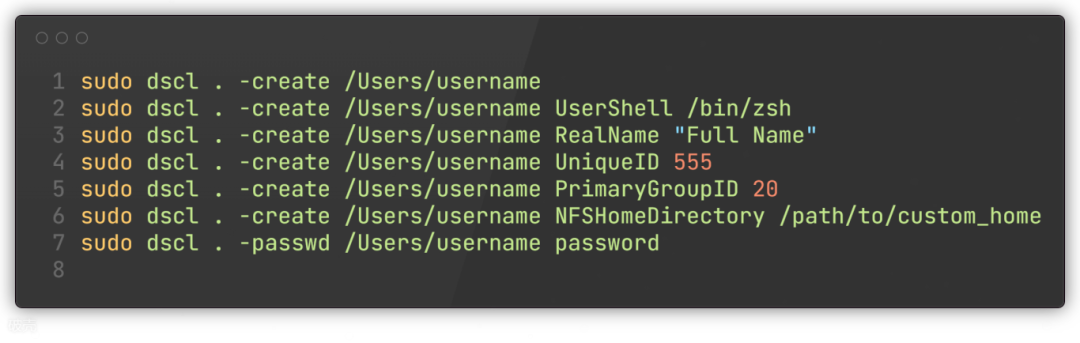 1 sudo dscl . -create /Users/username
2 sudo dscl . -create /Users/username UserShell /bin/zsh
3 sudo dscl . -create /Users/username RealName "Full Name"
4 sudo dscl . -create /Users/username UniqueID 555
5 sudo dscl . -create /Users/username PrimaryGroupID 20
6 sudo dscl . -create /Users/username NFSHomeDirectory /path/to/custom_home
7 sudo dscl . -passwd /Users/username password
8